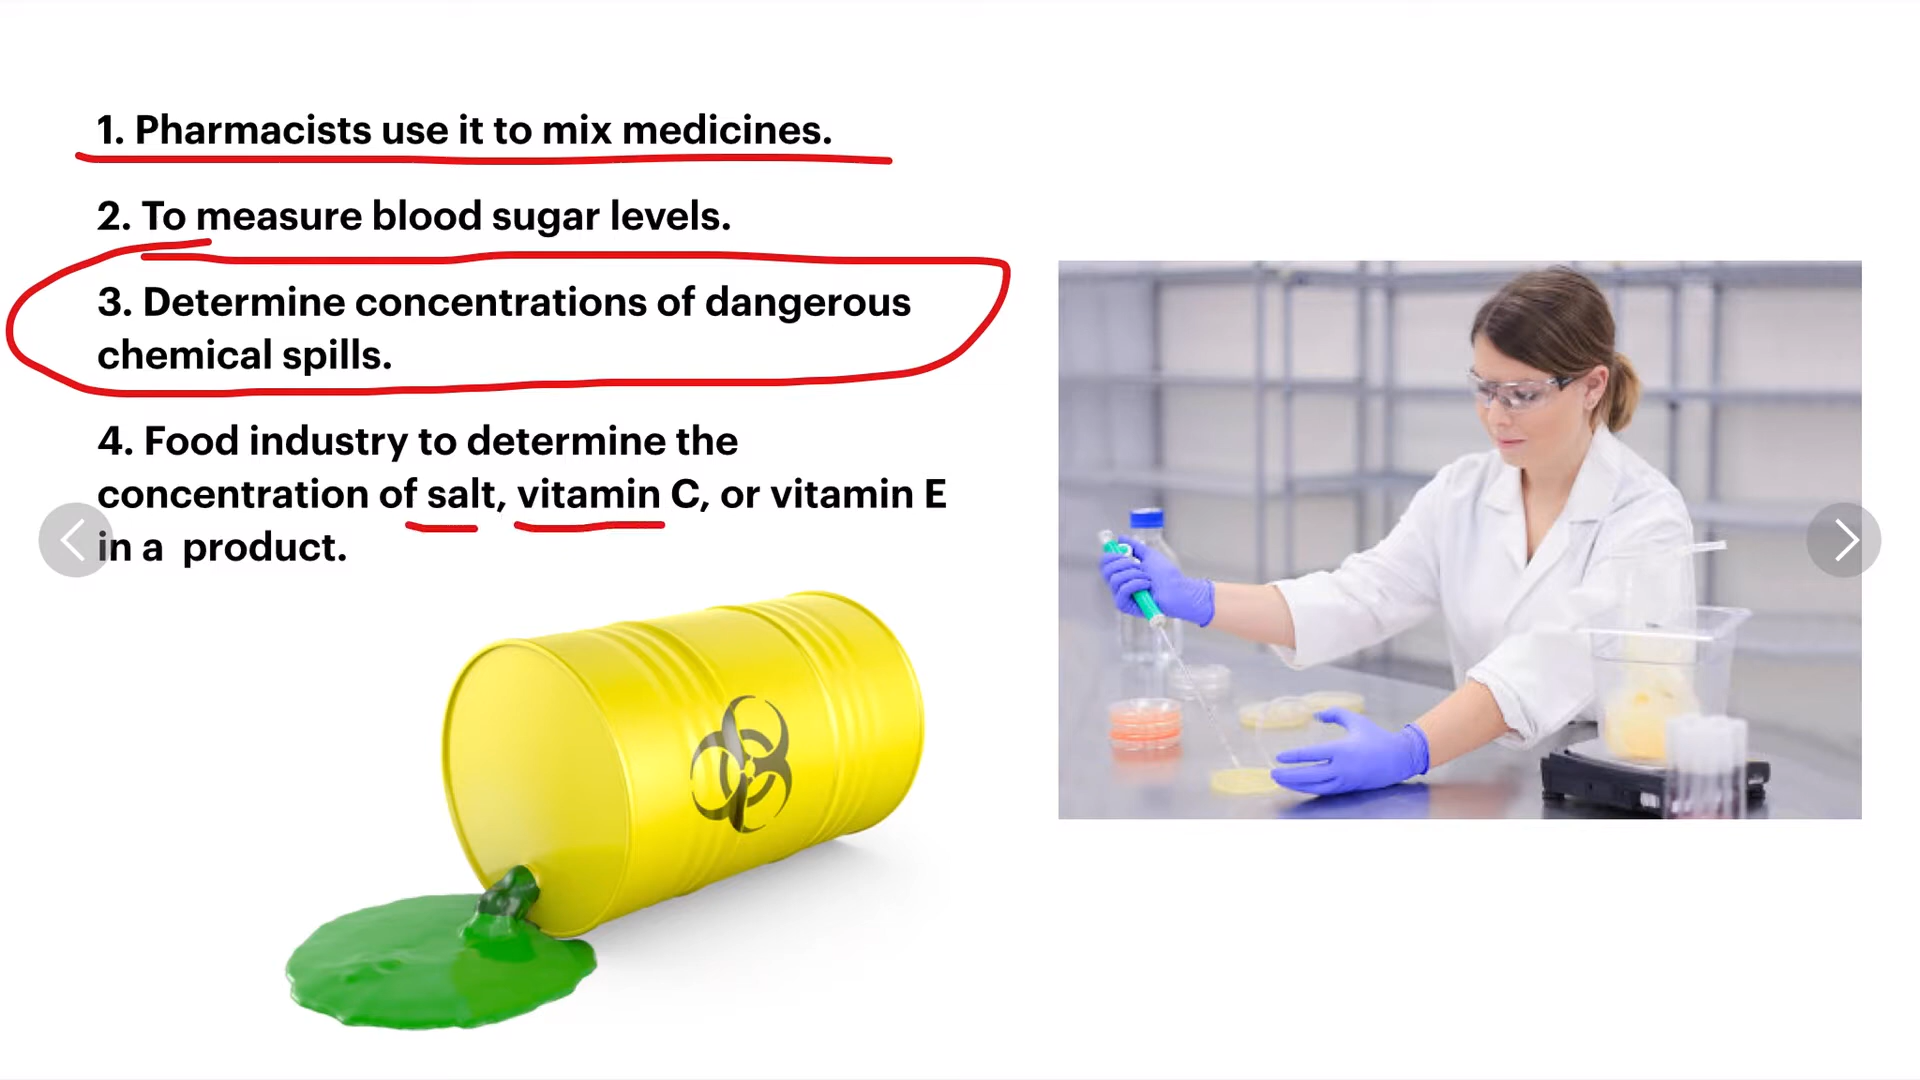 1. Pharmacists use it to mix medicines.
2. To measure blood sugar levels.
3. Determine concentrations of dangerous
chemical spills.
4. Food industry to determine the
concentration of salt, vitamin C, or vitamin E
in a product.